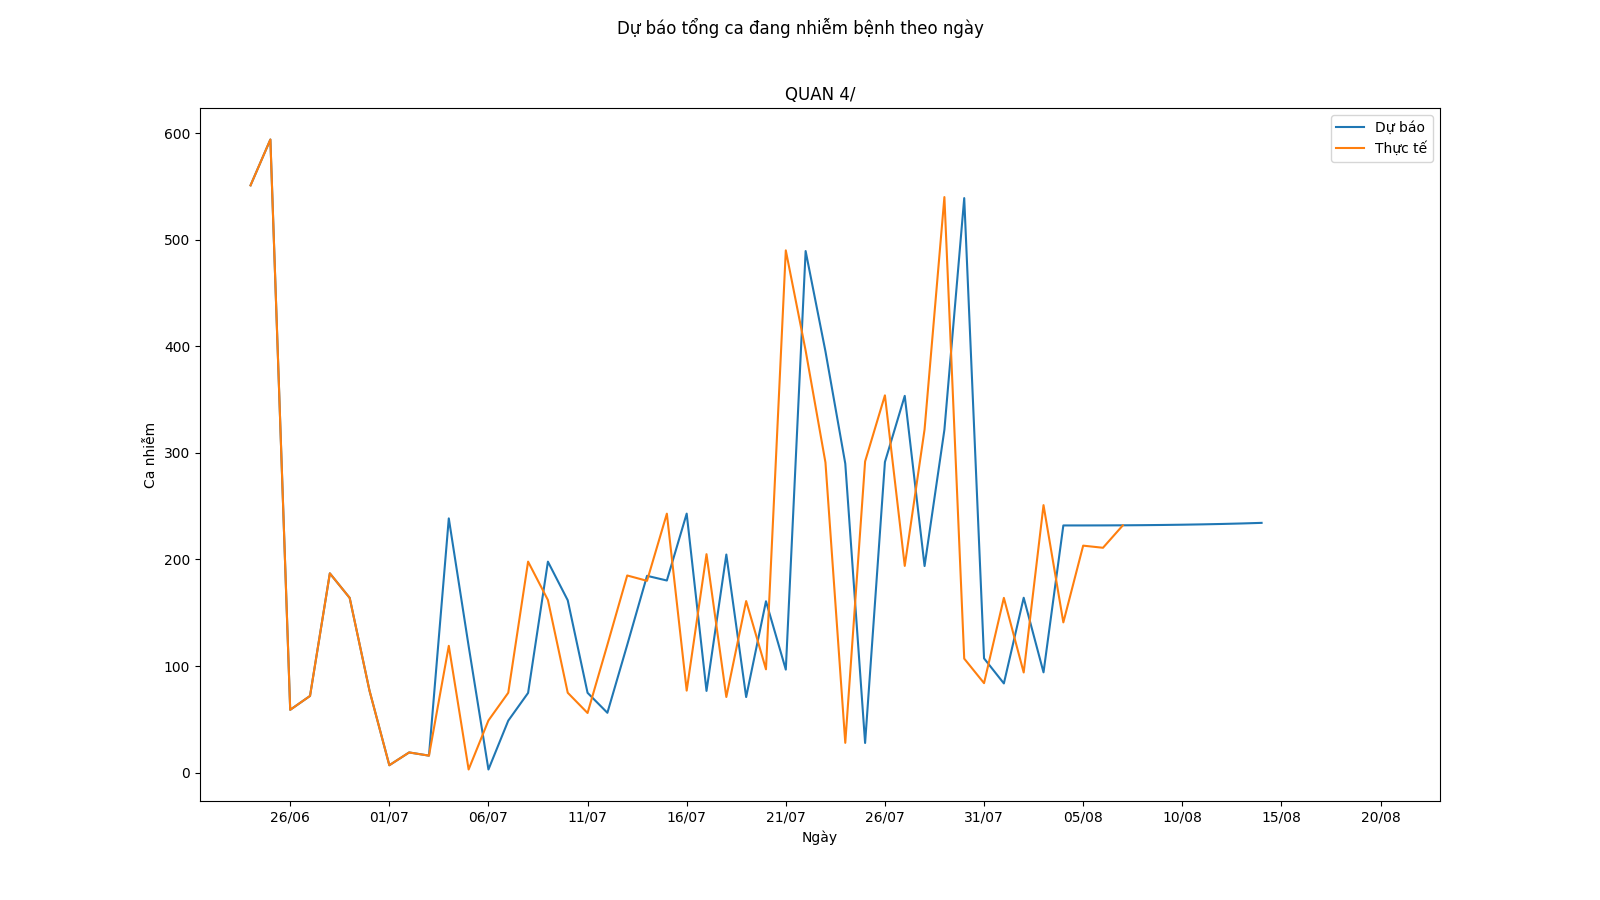 Dự báo tổng ca đang nhiễm bệnh theo ngày
QUAN 4/
Dự báo
Thực tế
600
500
400
300
200
100
0
Ca nhiễm
26/06 01/07 06/07 11/07 16/07 21/07 26/07 31/07 05/08 10/08 15/08 20/08
Ngày